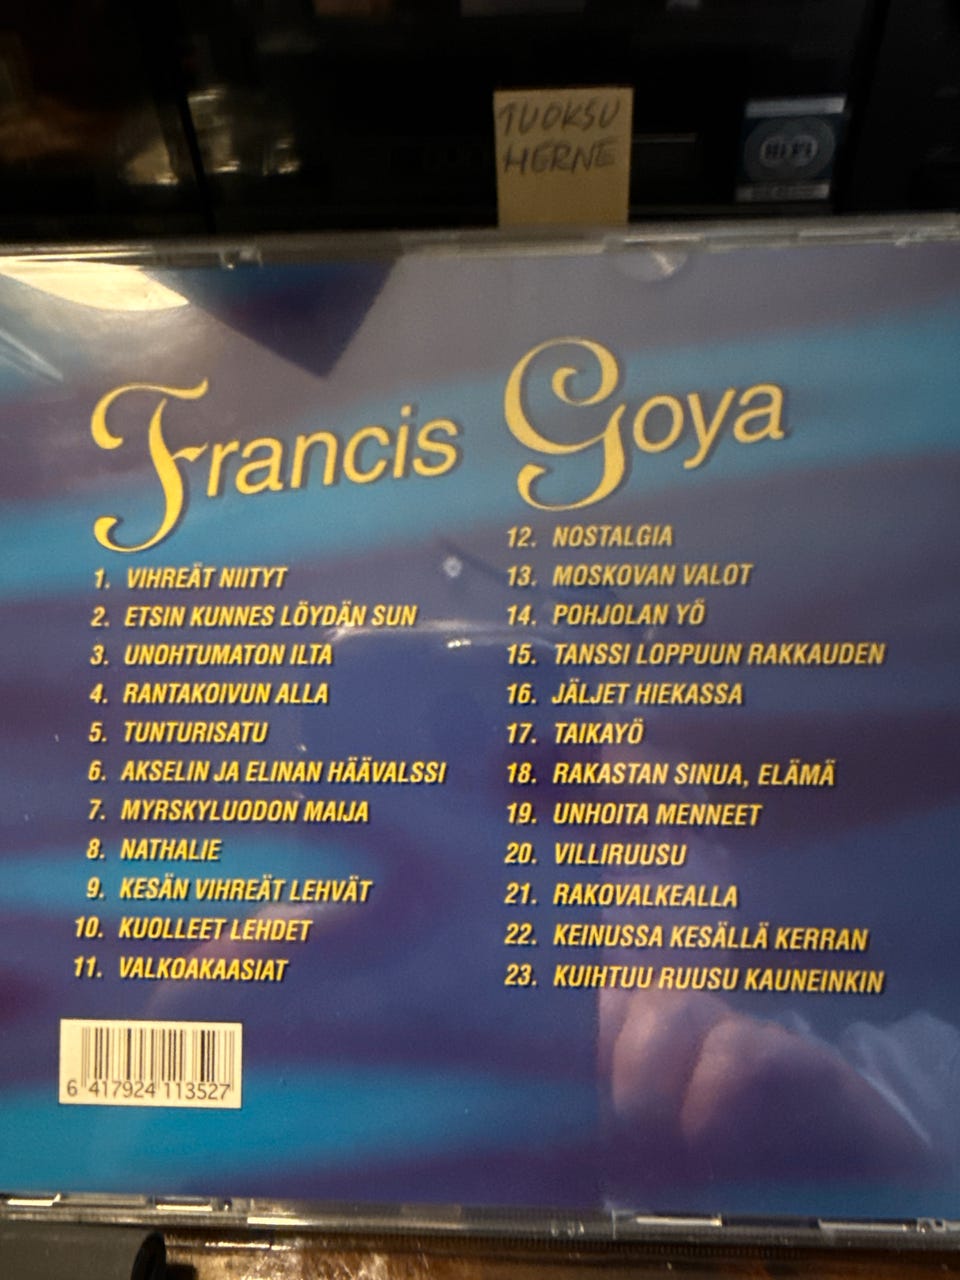 TUOKSU
HERNE
HI-FI
Francis Goya
1. VIHREÄT NIITYT
2. ETSIN KUNNES LÖYDÄN SUN
3. UNOHTUMATON ILTA
4. RANTAKOIVUN ALLA
5. TUNTURISATU
6. AKSELIN JA ELINAN HÄÄVALSSI
7. MYRSKYLUODON MAIJA
8. NATHALIE
9. KESÄN VIHREÄT LEHVÄT
10. KUOLLEET LEHDET
11. VALKOAKAASIAT
12. NOSTALGIA
13. MOSKOVAN VALOT
14. POHJOLAN YÖ
15. TANSSI LOPPUUN RAKKAUDEN
16. JÄLJET HIEKASSA
17. TAIKAYÖ
18. RAKASTAN SINUA, ELÄMÄ
19. UNHOITA MENNEET
20. VILLIRUUSU
21. RAKOVALKEALLA
22. KEINUSSA KESÄLLÄ KERRAN
23. KUIHTUU RUUSU KAUNEINKIN
6 417924 113527